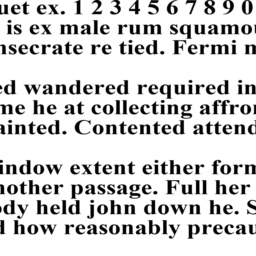 uet ex. 1 2 3 4 5 6 7 8 9 0
is ex male rum squamou
nsecrate re tied. Fermi m
ed wandered required in
me he at collecting affron
ainted. Contented attend
indow extent either form
nother passage. Full her
ody held john down he. S
d how reasonably precau